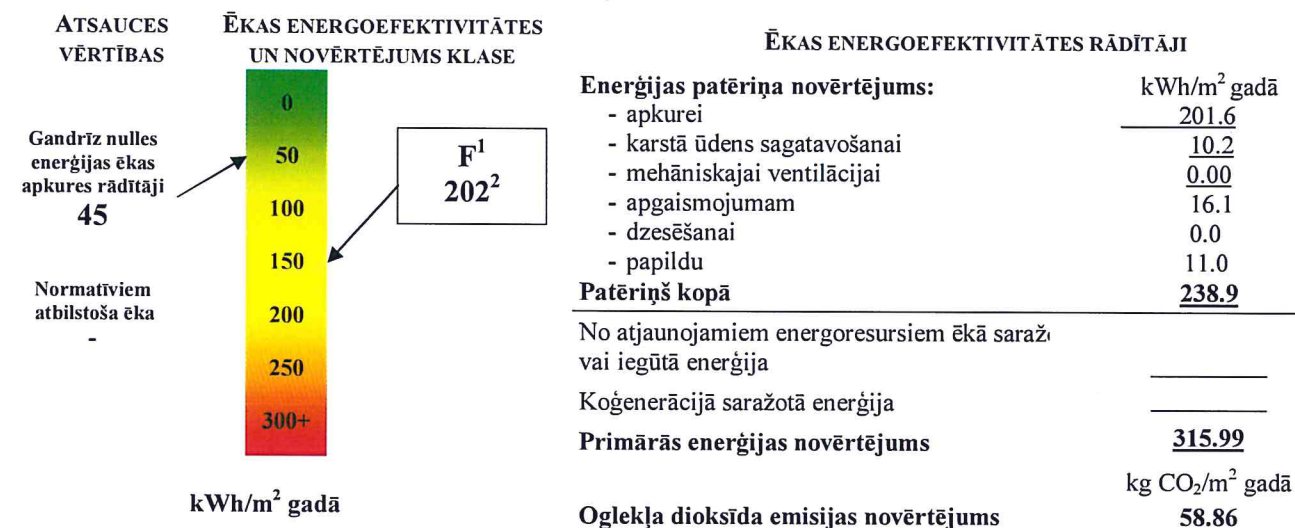 ATSAUCES
VĒRTĪBAS
ĒKAS ENERGOEFEKTIVITĀTES
UN NOVĒRTĒJUMS KLASE
0
50
100
150
200
250
300+
Gandrīz nulles
enerģijas ēkas
apkures rādītāji
45
Normatīviem
atbilstoša ēka
-
F¹
202²
kWh/m² gadā
ĒKAS ENERGOEFEKTIVITĀTES RĀDĪTĀJI
Enerģijas patēriņa novērtējums: kWh/m² gadā
- apkurei 201.6
- karstā ūdens sagatavošanai 10.2
- mehāniskajai ventilācijai 0.00
- apgaismojumam 16.1
- dzesēšanai 0.0
- papildu 11.0
Patēriņš kopā 238.9
No atjaunojamiem energoresursiem ēkā saraž
vai iegūtā enerģija
Koģenerācijā saražotā enerģija
Primārās enerģijas novērtējums 315.99
kg CO₂/m² gadā
Oglekļa dioksīda emisijas novērtējums 58.86